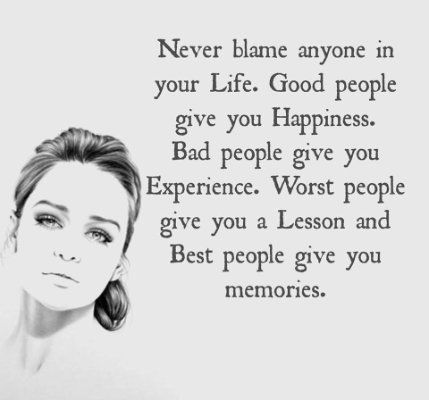 Never blame anyone in
your Life. Good people
give you Happiness.
Bad people give you
Experience. Worst people
give you a Lesson and
Best people give you
memories.